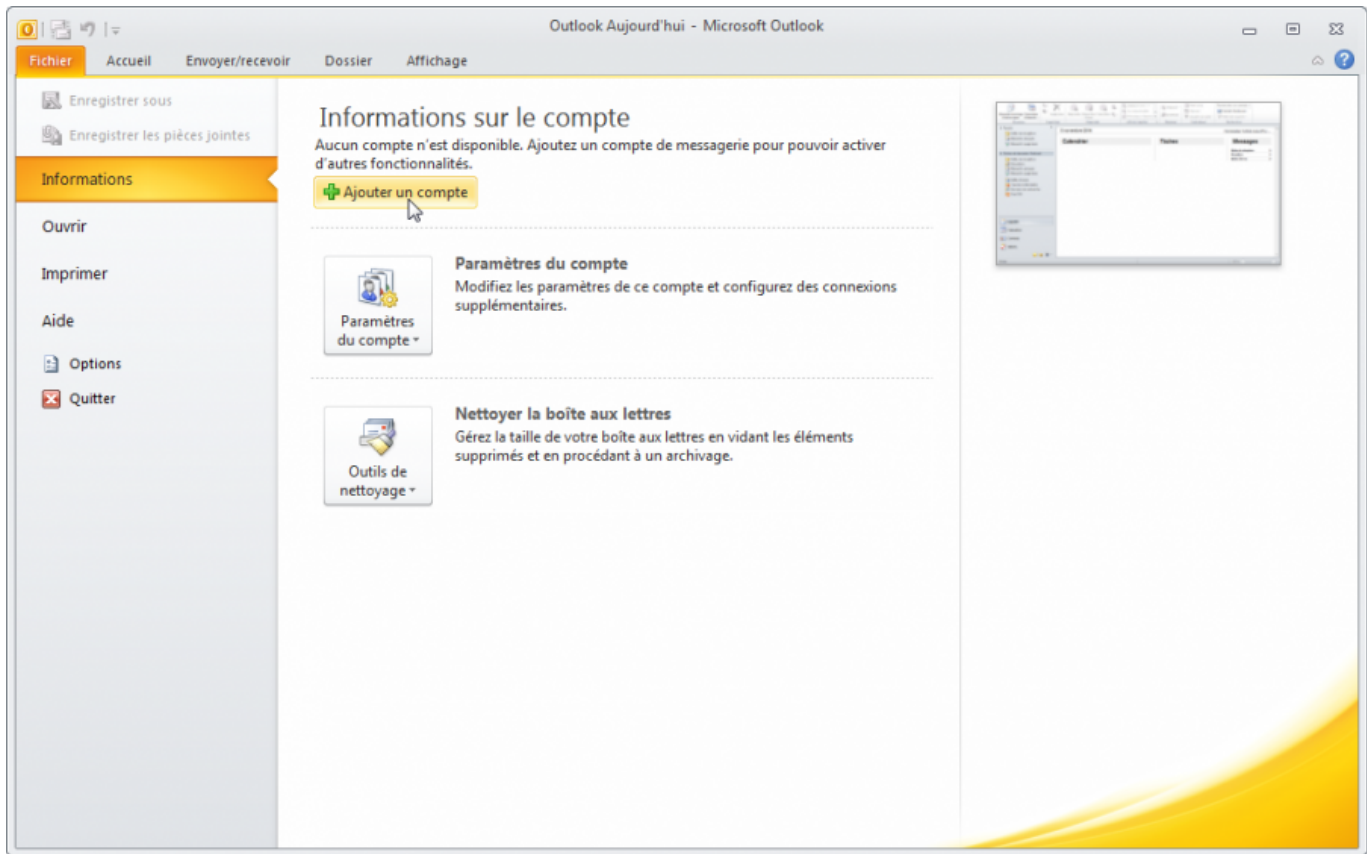 Outlook Aujourd'hui - Microsoft Outlook
Fichier Accueil Envoyer/recevoir Dossier Affichage
Enregistrer sous
Enregistrer les pièces jointes
Informations
Ouvrir
Imprimer
Aide
Options
Quitter
Informations sur le compte
Aucun compte n'est disponible. Ajoutez un compte de messagerie pour pouvoir activer
d'autres fonctionnalités.
Ajouter un compte
Paramètres
du compte
Paramètres du compte
Modifiez les paramètres de ce compte et configurez des connexions
supplémentaires.
Outils de
nettoyage
Nettoyer la boîte aux lettres
Gérez la taille de votre boîte aux lettres en vidant les éléments
supprimés et en procédant à un archivage.
Calendrier Tâches Messages